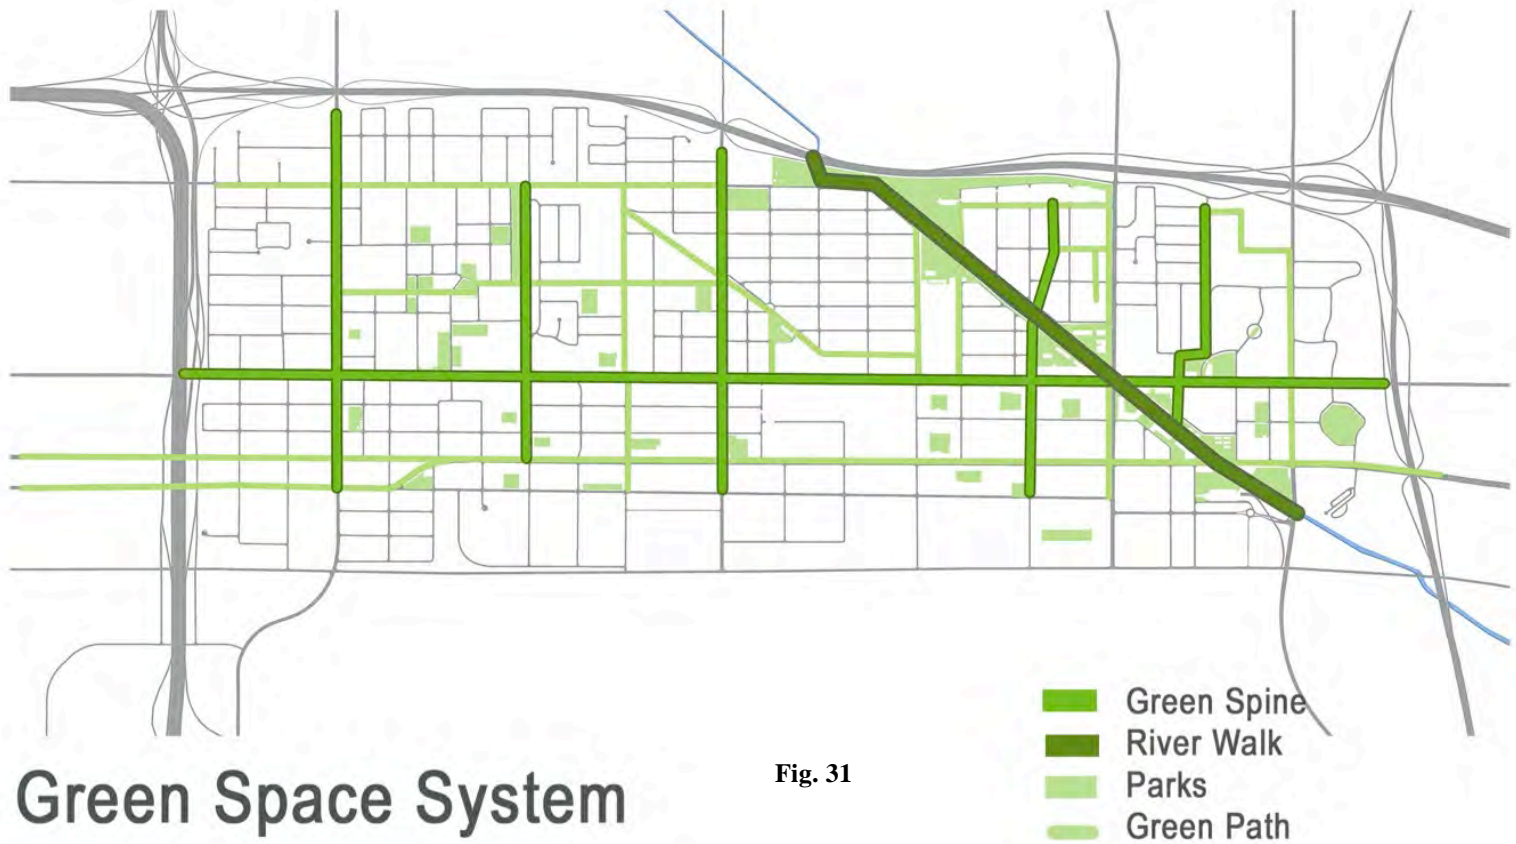 Green Spine
River Walk
Parks
Green Path
Fig. 31
Green Space System